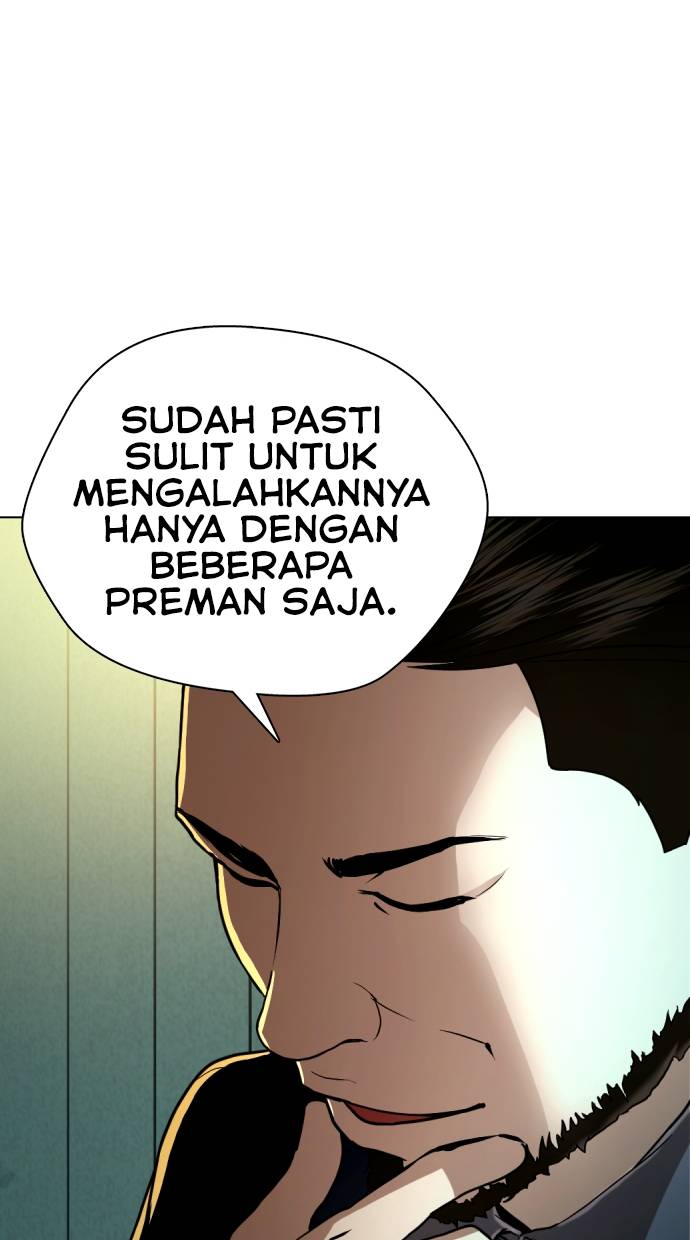 SUDAH PASTI
SULIT UNTUK
MENGALAHKANNYA
HANYA DENGAN
BEBERAPA
PREMAN SAJA.